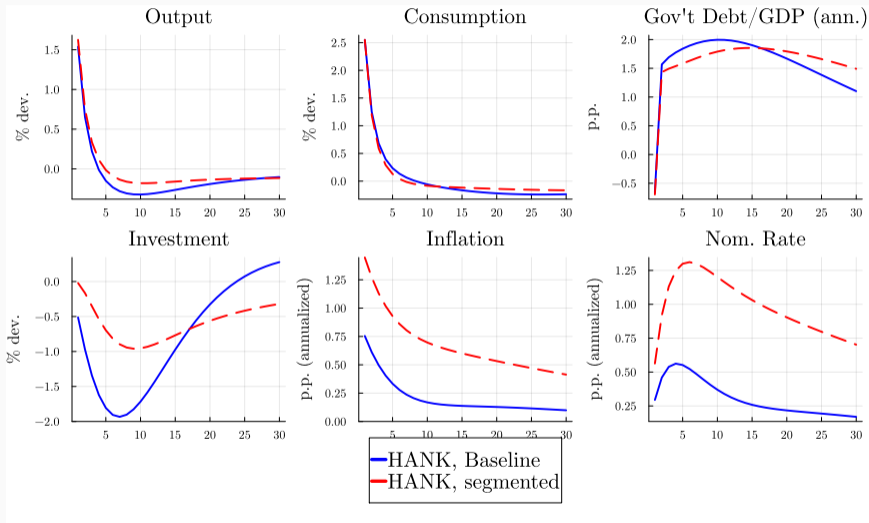 Output
Consumption
Gov't Debt/GDP (ann.)
% dev.
1.5
1.0
0.5
0.0
5 10 15 20 25 30
% dev.
2.5
2.0
1.5
1.0
0.5
0.0
5 10 15 20 25 30
p.p.
2.0
1.5
1.0
0.5
0.0
−0.5
5 10 15 20 25 30
Investment
Inflation
Nom. Rate
% dev.
0.0
−0.5
−1.0
−1.5
−2.0
5 10 15 20 25 30
p.p. (annualized)
1.25
1.00
0.75
0.50
0.25
0.00
5 10 15 20 25 30
p.p. (annualized)
1.25
1.00
0.75
0.50
0.25
5 10 15 20 25 30
HANK, Baseline
HANK, segmented